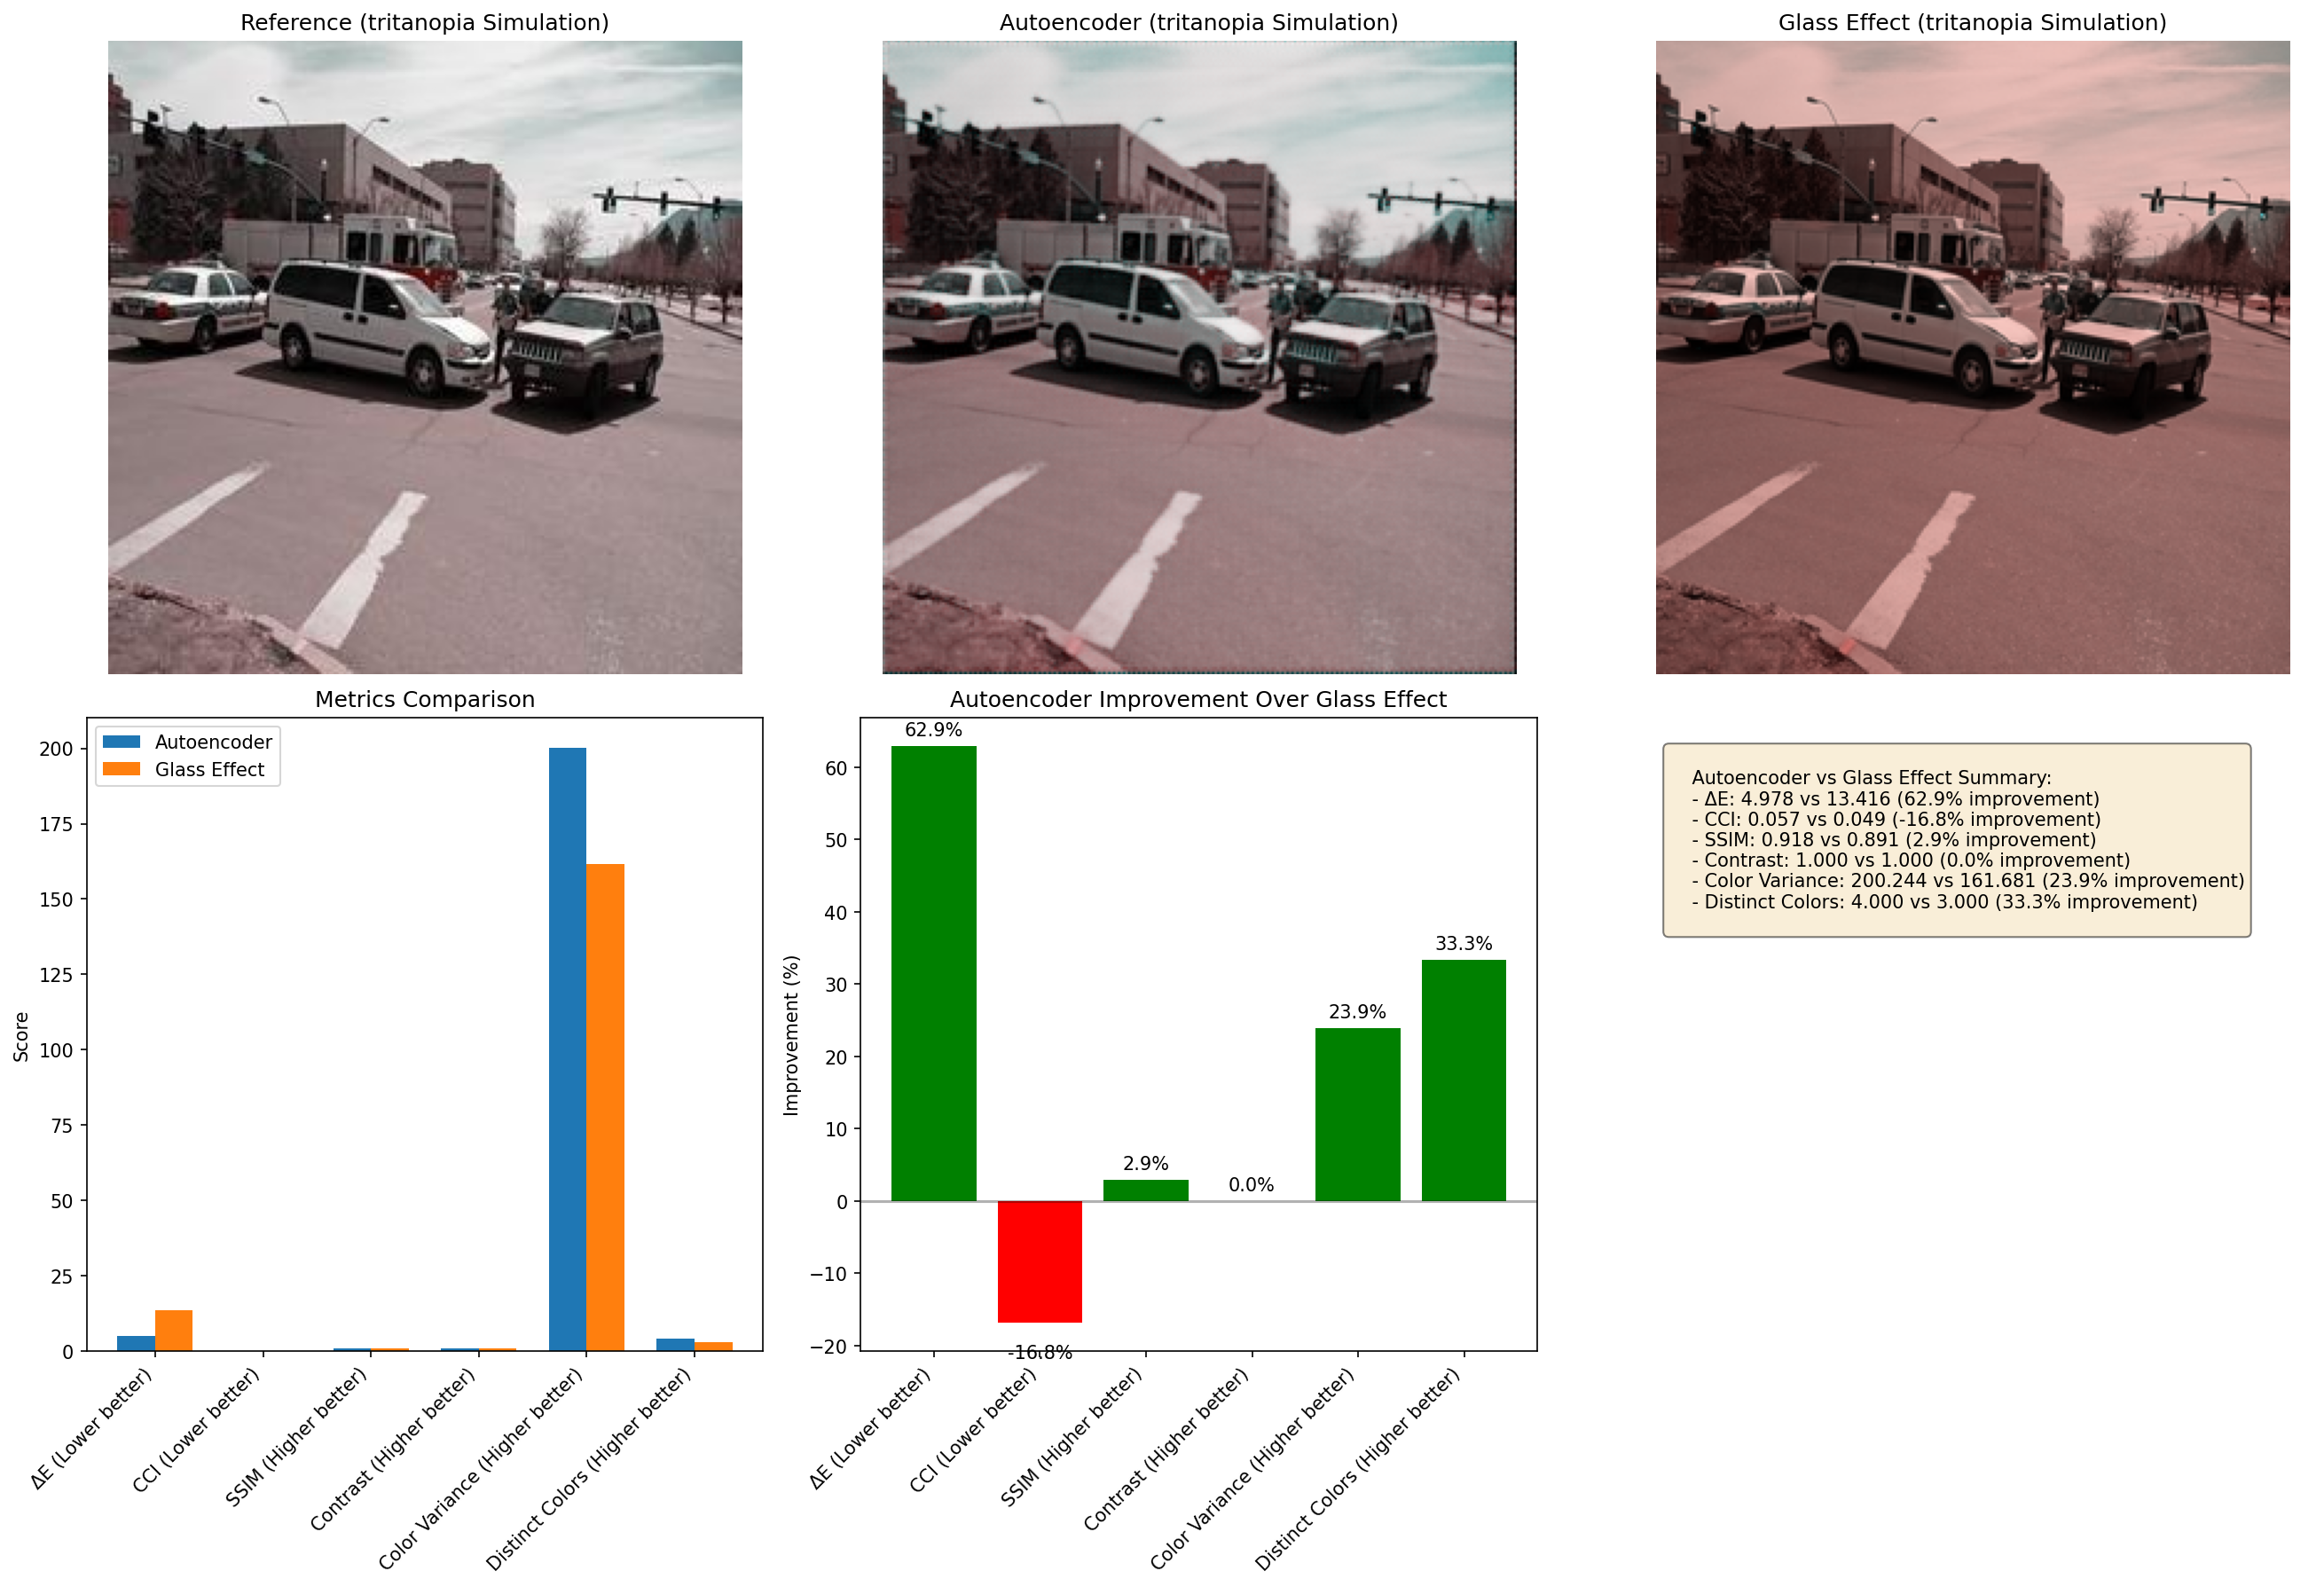 Reference (tritanopia Simulation)
Autoencoder (tritanopia Simulation)
Glass Effect (tritanopia Simulation)
Metrics Comparison
Autoencoder
Glass Effect
Score
200
175
150
125
100
75
50
25
0
ΔE (Lower better)
CCI (Lower better)
SSIM (Higher better)
Contrast (Higher better)
Color Variance (Higher better)
Distinct Colors (Higher better)
Autoencoder Improvement Over Glass Effect
Improvement (%)
60
50
40
30
20
10
0
−10
−20
62.9%
-16.8%
2.9%
0.0%
23.9%
33.3%
ΔE (Lower better)
CCI (Lower better)
SSIM (Higher better)
Contrast (Higher better)
Color Variance (Higher better)
Distinct Colors (Higher better)
Autoencoder vs Glass Effect Summary:
- ΔE: 4.978 vs 13.416 (62.9% improvement)
- CCI: 0.057 vs 0.049 (-16.8% improvement)
- SSIM: 0.918 vs 0.891 (2.9% improvement)
- Contrast: 1.000 vs 1.000 (0.0% improvement)
- Color Variance: 200.244 vs 161.681 (23.9% improvement)
- Distinct Colors: 4.000 vs 3.000 (33.3% improvement)